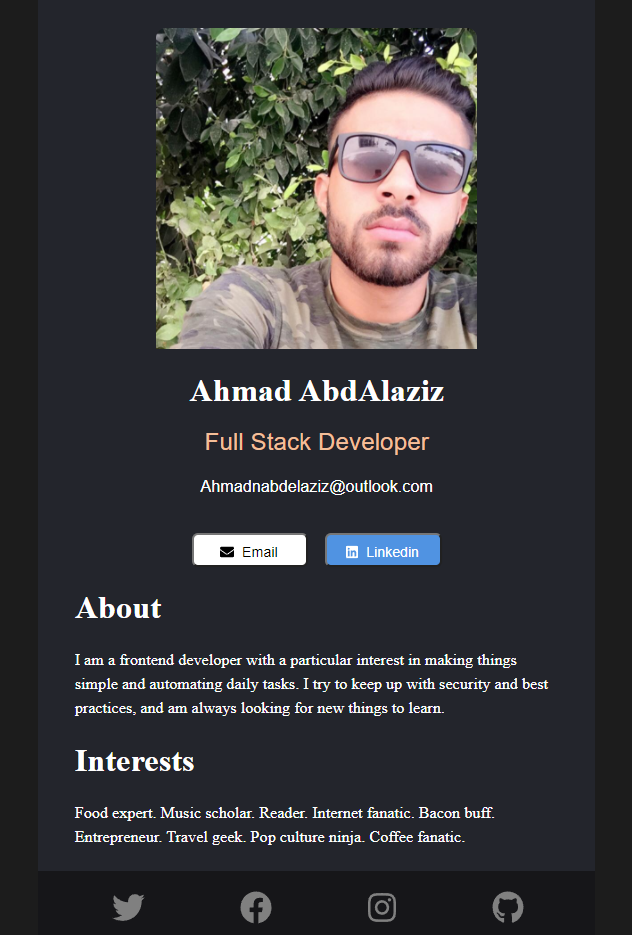 Ahmad AbdAlaziz
Full Stack Developer
Ahmadnabdelaziz@outlook.com
Email
Linkedin
About
I am a frontend developer with a particular interest in making things
simple and automating daily tasks. I try to keep up with security and best
practices, and am always looking for new things to learn.
Interests
Food expert. Music scholar. Reader. Internet fanatic. Bacon buff.
Entrepreneur. Travel geek. Pop culture ninja. Coffee fanatic.